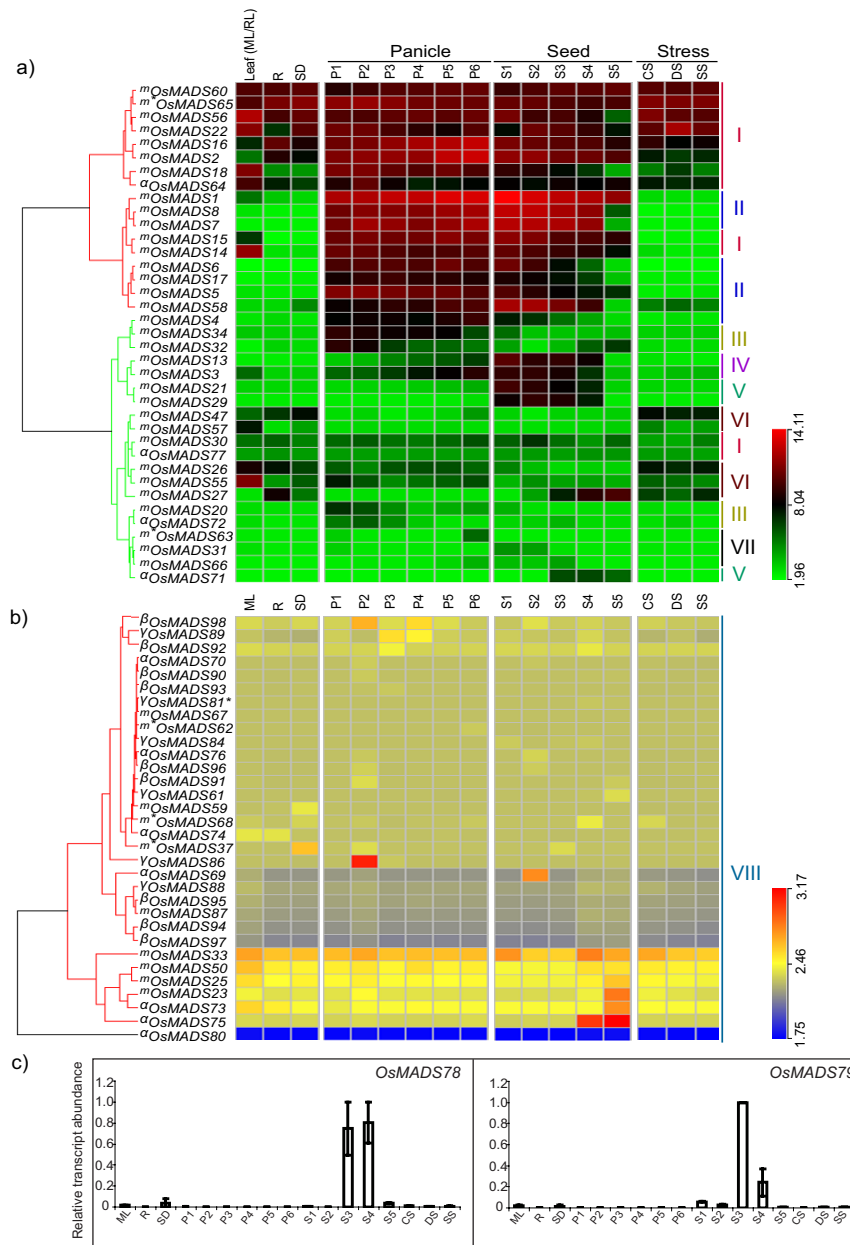 Panicle Seed Stress
a) Leaf (ML/RL) R SD P1 P2 P3 P4 P5 P6 S1 S2 S3 S4 S5 CS DS SS
mOsMADS60
m*OsMADS65
mOsMADS56
mOsMADS22
mOsMADS16
mOsMADS2
mOsMADS18
αOsMADS64
I
mOsMADS1
mOsMADS8
mOsMADS7
II
mOsMADS15
mOsMADS14
I
mOsMADS6
mOsMADS17
mOsMADS5
mOsMADS58
mOsMADS4
II
mOsMADS34
mOsMADS32
III
mOsMADS13
mOsMADS3
IV
mOsMADS21
mOsMADS29
V
mOsMADS47
mOsMADS57
VI
mOsMADS30
αOsMADS77
I
mOsMADS26
mOsMADS55
mOsMADS27
VI
mOsMADS20
αOsMADS72
III
m*OsMADS63
mOsMADS31
mOsMADS66
VII
αOsMADS71
V
14.11
8.04
1.96
b) ML R SD P1 P2 P3 P4 P5 P6 S1 S2 S3 S4 S5 CS DS SS
βOsMADS98
γOsMADS89
βOsMADS92
αOsMADS70
βOsMADS90
βOsMADS93
γOsMADS81*
mOsMADS67
m*OsMADS62
γOsMADS84
αOsMADS76
βOsMADS96
βOsMADS91
γOsMADS61
mOsMADS59
m*OsMADS68
αOsMADS74
m*OsMADS37
γOsMADS86
αOsMADS69
γOsMADS88
βOsMADS95
mOsMADS87
βOsMADS94
βOsMADS97
mOsMADS33
mOsMADS50
mOsMADS25
mOsMADS23
αOsMADS73
αOsMADS75
αOsMADS80
VIII
3.17
2.46
1.75
c)
Relative transcript abundance
OsMADS78
1.2
1.0
0.8
0.6
0.4
0.2
0
ML R SD P1 P2 P3 P4 P5 P6 S1 S2 S3 S4 S5 CS DS SS
OsMADS79
1.2
1.0
0.8
0.6
0.4
0.2
0
ML R SD P1 P2 P3 P4 P5 P6 S1 S2 S3 S4 S5 CS DS SS